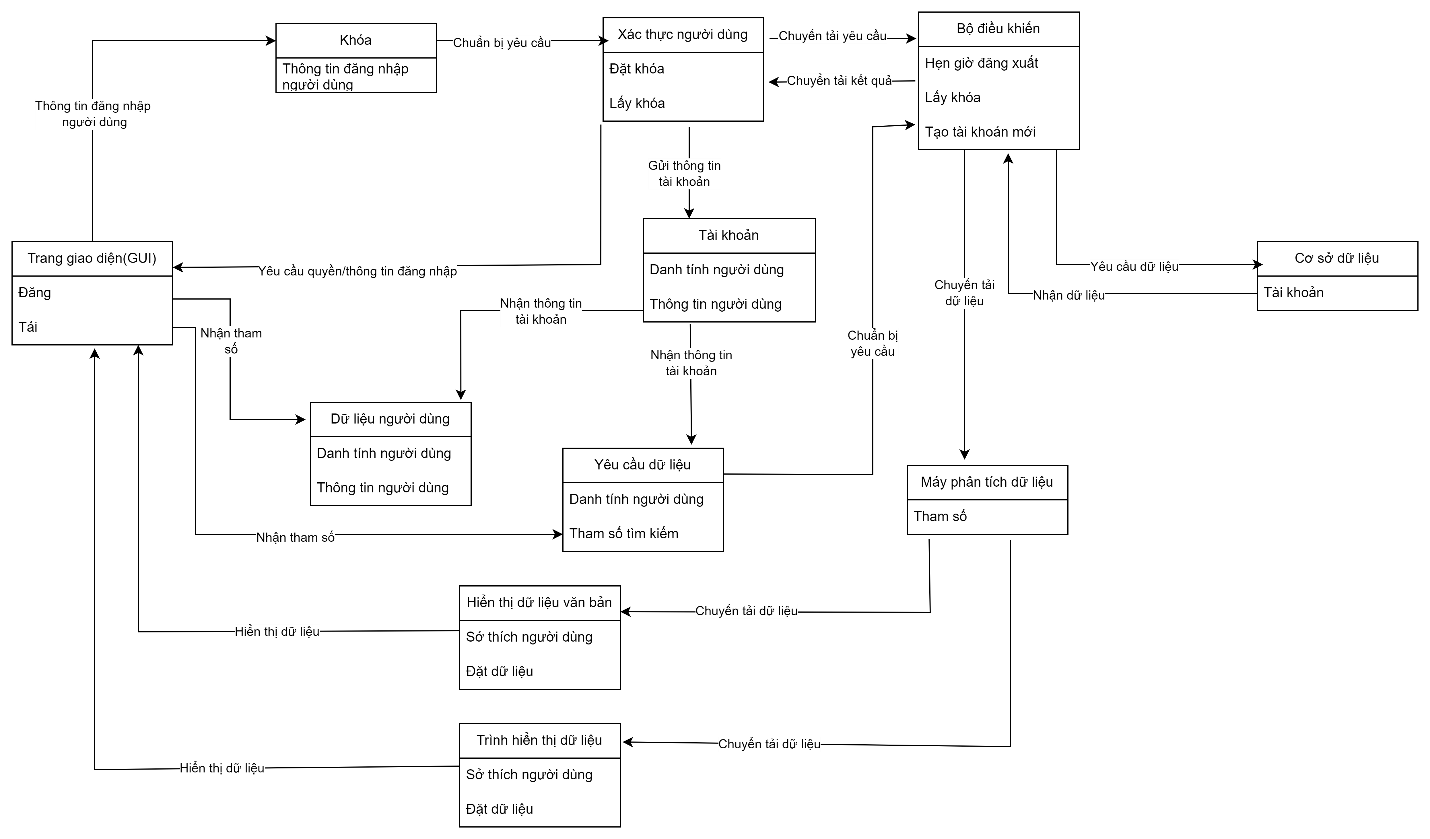 Khóa
Thông tin đăng nhập
người dùng
Chuẩn bị yêu cầu
Xác thực người dùng
Đặt khóa
Lấy khóa
Chuyển tải yêu cầu
Chuyền tải kết quả
Bộ điều khiển
Hẹn giờ đăng xuất
Lấy khóa
Tạo tài khoản mới
Thông tin đăng nhập
người dùng
Gửi thông tin
tài khoản
Trang giao diện(GUI)
Đăng
Tải
Yêu cầu quyền/thông tin đăng nhập
Tài khoản
Danh tính người dùng
Thông tin người dùng
Chuyển tải
dữ liệu
Yêu cầu dữ liệu
Nhận dữ liệu
Cơ sở dữ liệu
Tài khoản
Nhận tham
số
Nhận thông tin
tài khoản
Nhận thông tin
tài khoản
Chuẩn bị
yêu cầu
Dữ liệu người dùng
Danh tính người dùng
Thông tin người dùng
Yêu cầu dữ liệu
Danh tính người dùng
Tham số tìm kiếm
Máy phân tích dữ liệu
Tham số
Nhận tham số
Hiển thị dữ liệu văn bản
Sở thích người dùng
Đặt dữ liệu
Chuyển tải dữ liệu
Hiển thị dữ liệu
Trình hiển thị dữ liệu
Sở thích người dùng
Đặt dữ liệu
Chuyển tải dữ liệu
Hiển thị dữ liệu